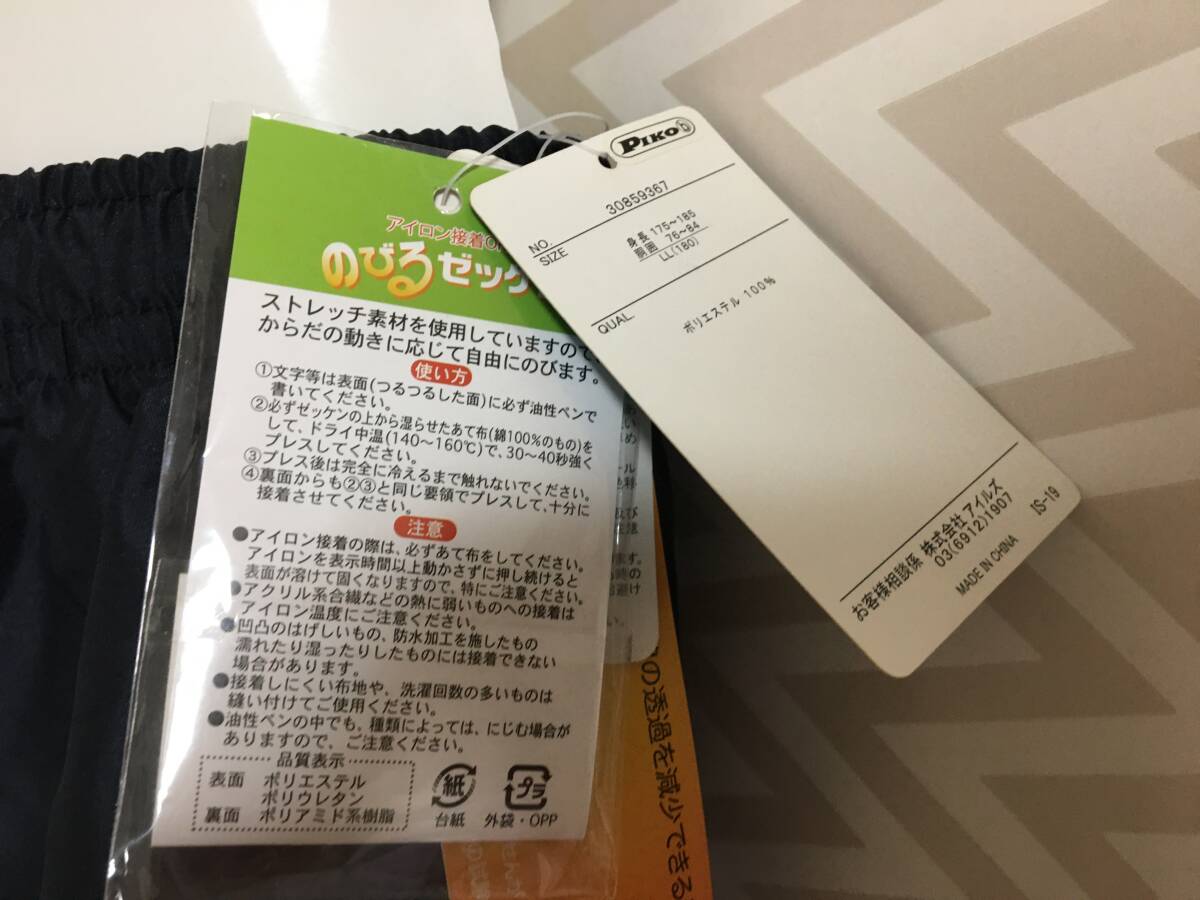 アイロン接着O
のびるゼッケ
ストレッチ素材を使用していますので、
からだの動きに応じて自由にのびます。
使い方
①文字等は表面(つるつるした面)に必ず油性ペンで
書いてください。
②必ずゼッケンの上から湿らせたあて布(綿100%のもの)を
して、ドライ中温(140〜160℃)で、30〜40秒強く
プレスしてください。
③プレス後は完全に冷えるまで触れないでください。
④裏面からも②③と同じ要領でプレスして、十分に
接着させてください。
注意
●アイロン接着の際は、必ずあて布をしてください。
アイロンを表示時間以上動かさずに押し続けると
表面が溶けて固くなりますので、特にご注意ください。
●アクリル系合繊などの熱に弱いものへの接着は
アイロン温度にご注意ください。
●凹凸のはげしいもの、防水加工を施したもの
濡れたり湿ったりしたものには接着できない
場合があります。
●接着しにくい布地や、洗濯回数の多いものは
縫い付けてご使用ください。
●油性ペンの中でも、種類によっては、にじむ場合が
ありますので、ご注意ください。
品質表示
表面 ポリエステル
ポリウレタン
裏面 ポリアミド系樹脂
紙
台紙
プラ
外袋・OPP
PIKO
NO. 30859367
SIZE 身長 175〜185
胴囲 76〜84
LL(180)
QUAL ポリエステル 100%
お客様相談係 株式会社 アイルズ
03(6912)1907
MADE IN CHINA IS-19
の透過を減少できる